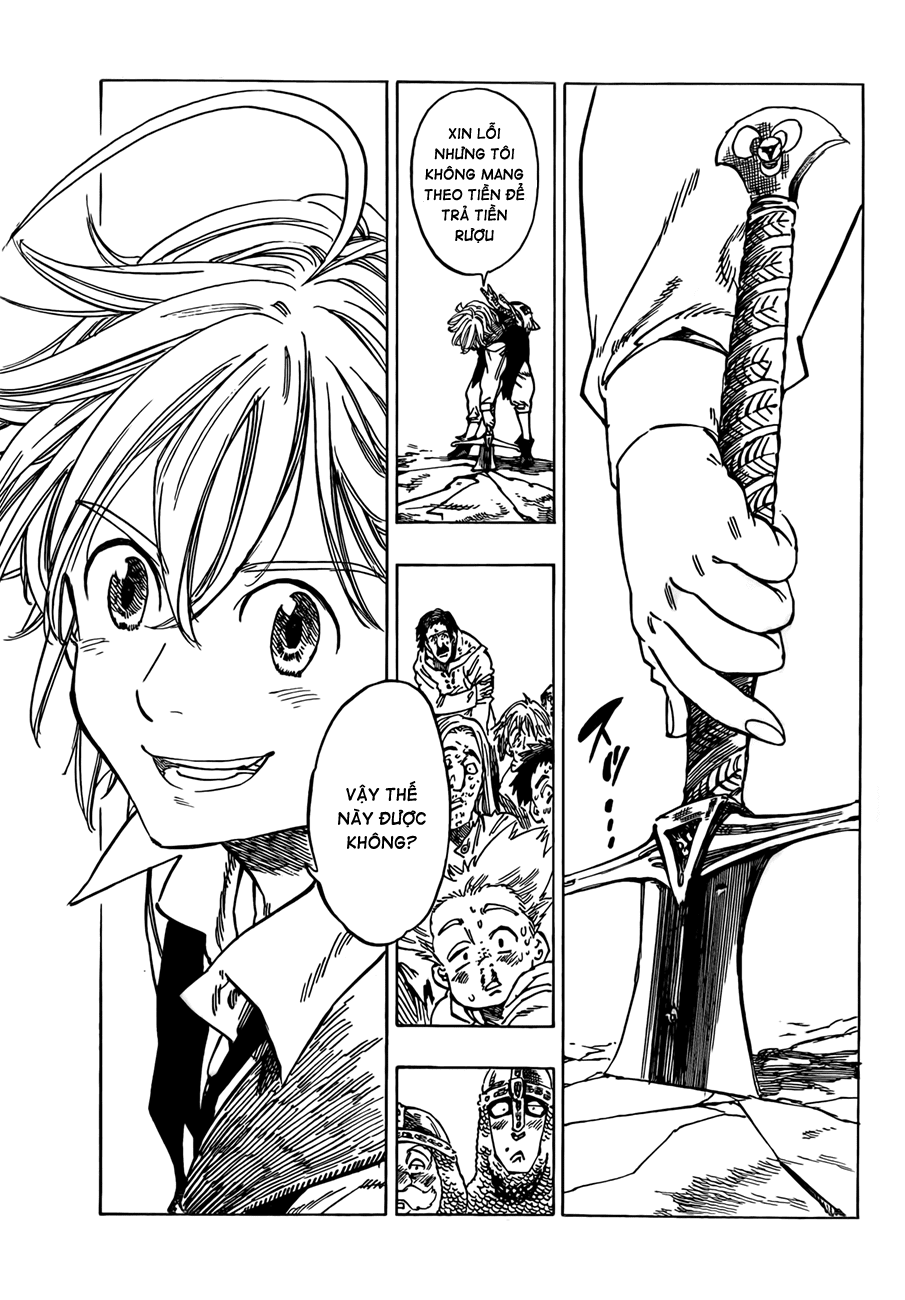 XIN LỖI
NHƯNG TÔI
KHÔNG MANG
THEO TIỀN ĐỂ
TRẢ TIỀN
RƯỢU
VẬY THẾ
NÀY ĐƯỢC
KHÔNG?